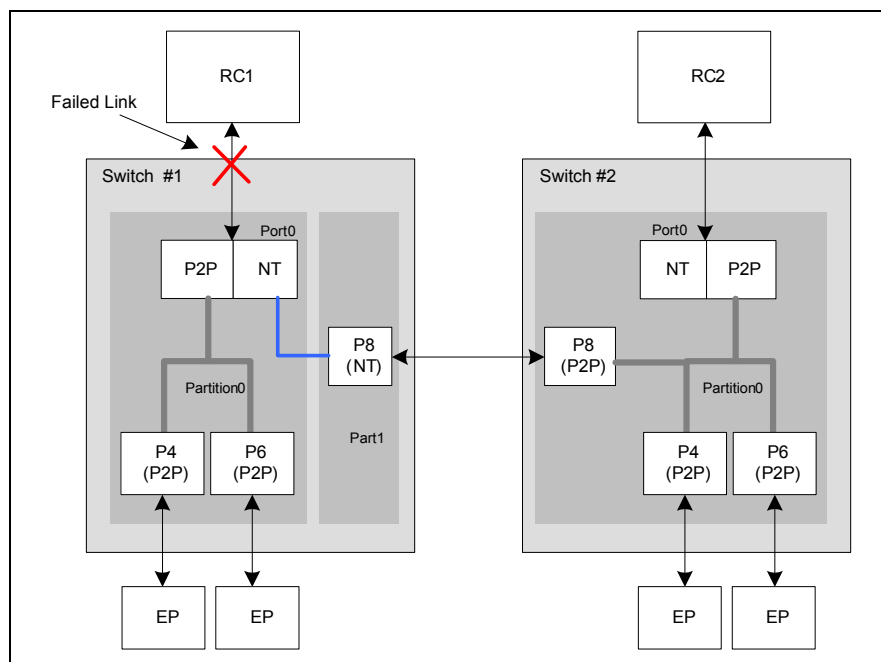 RC1
RC2
Failed Link
Switch #1
Switch #2
Port0
P2P
NT
Port0
NT
P2P
P8
(NT)
P8
(P2P)
Partition0
Partition0
Part1
P4
(P2P)
P6
(P2P)
P4
(P2P)
P6
(P2P)
EP
EP
EP
EP